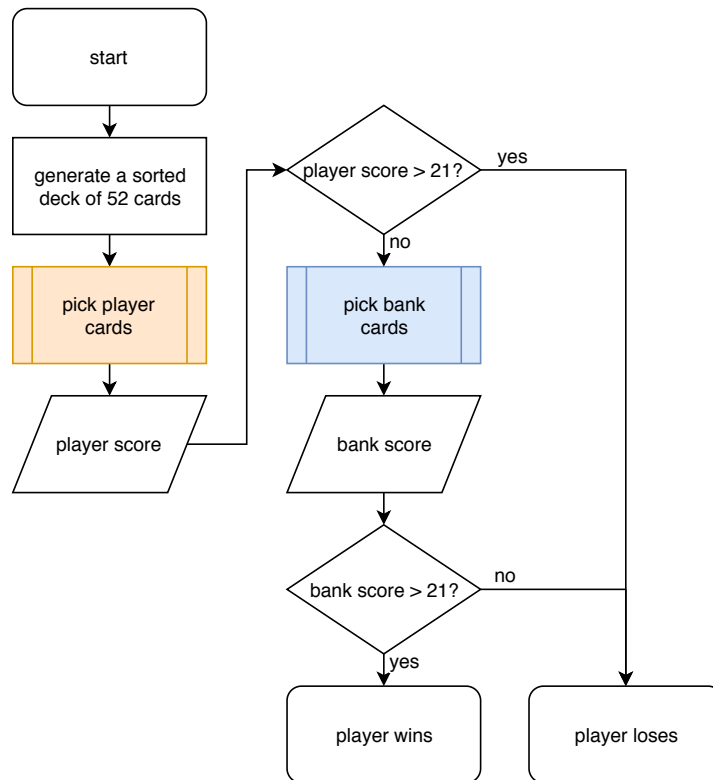 start
generate a sorted
deck of 52 cards
pick player
cards
player score
player score > 21?
yes
no
pick bank
cards
bank score
bank score > 21?
no
yes
player wins
player loses